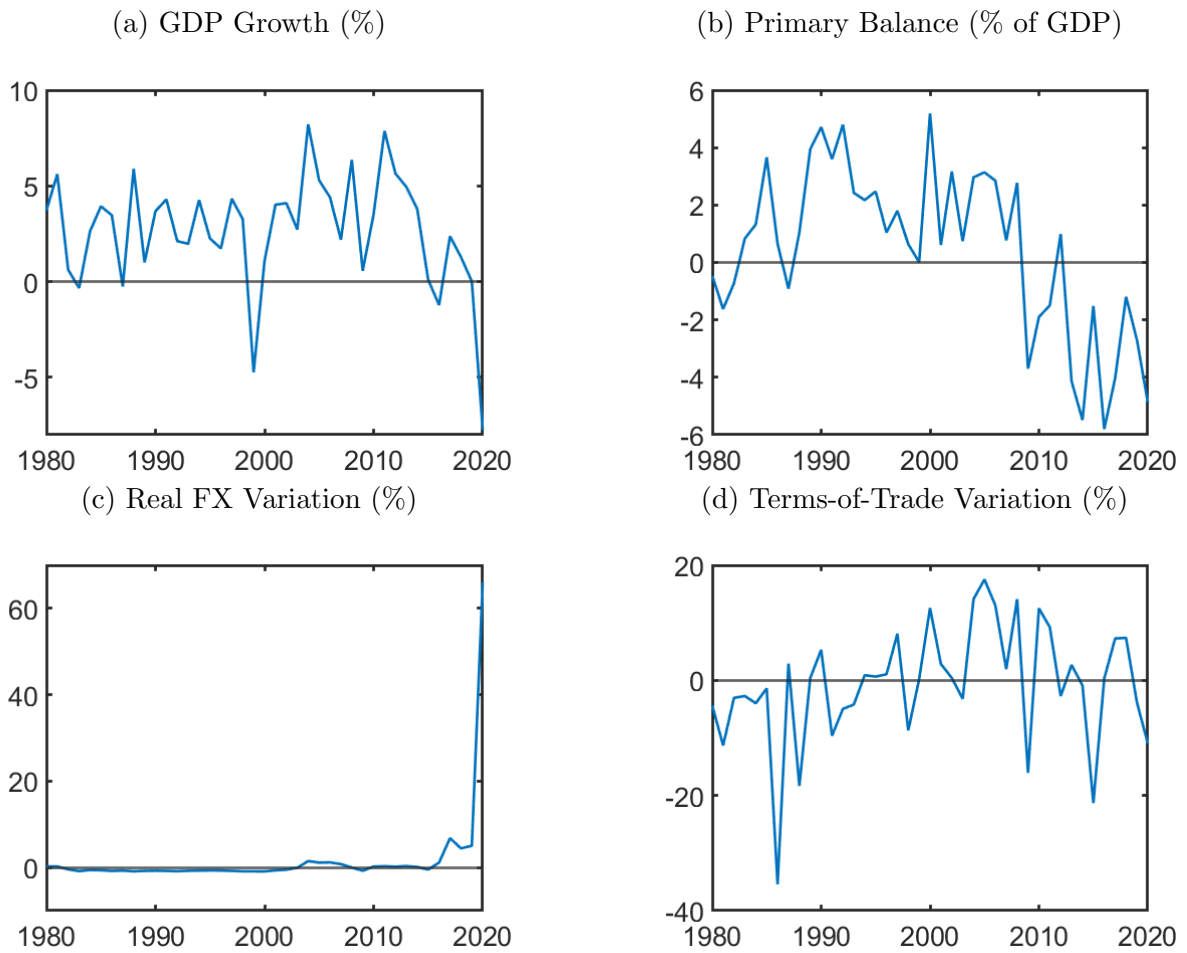 (a) GDP Growth (%)
10
5
0
-5
1980 1990 2000 2010 2020
(b) Primary Balance (% of GDP)
6
4
2
0
-2
-4
-6
1980 1990 2000 2010 2020
(c) Real FX Variation (%)
60
40
20
0
1980 1990 2000 2010 2020
(d) Terms-of-Trade Variation (%)
20
0
-20
-40
1980 1990 2000 2010 2020